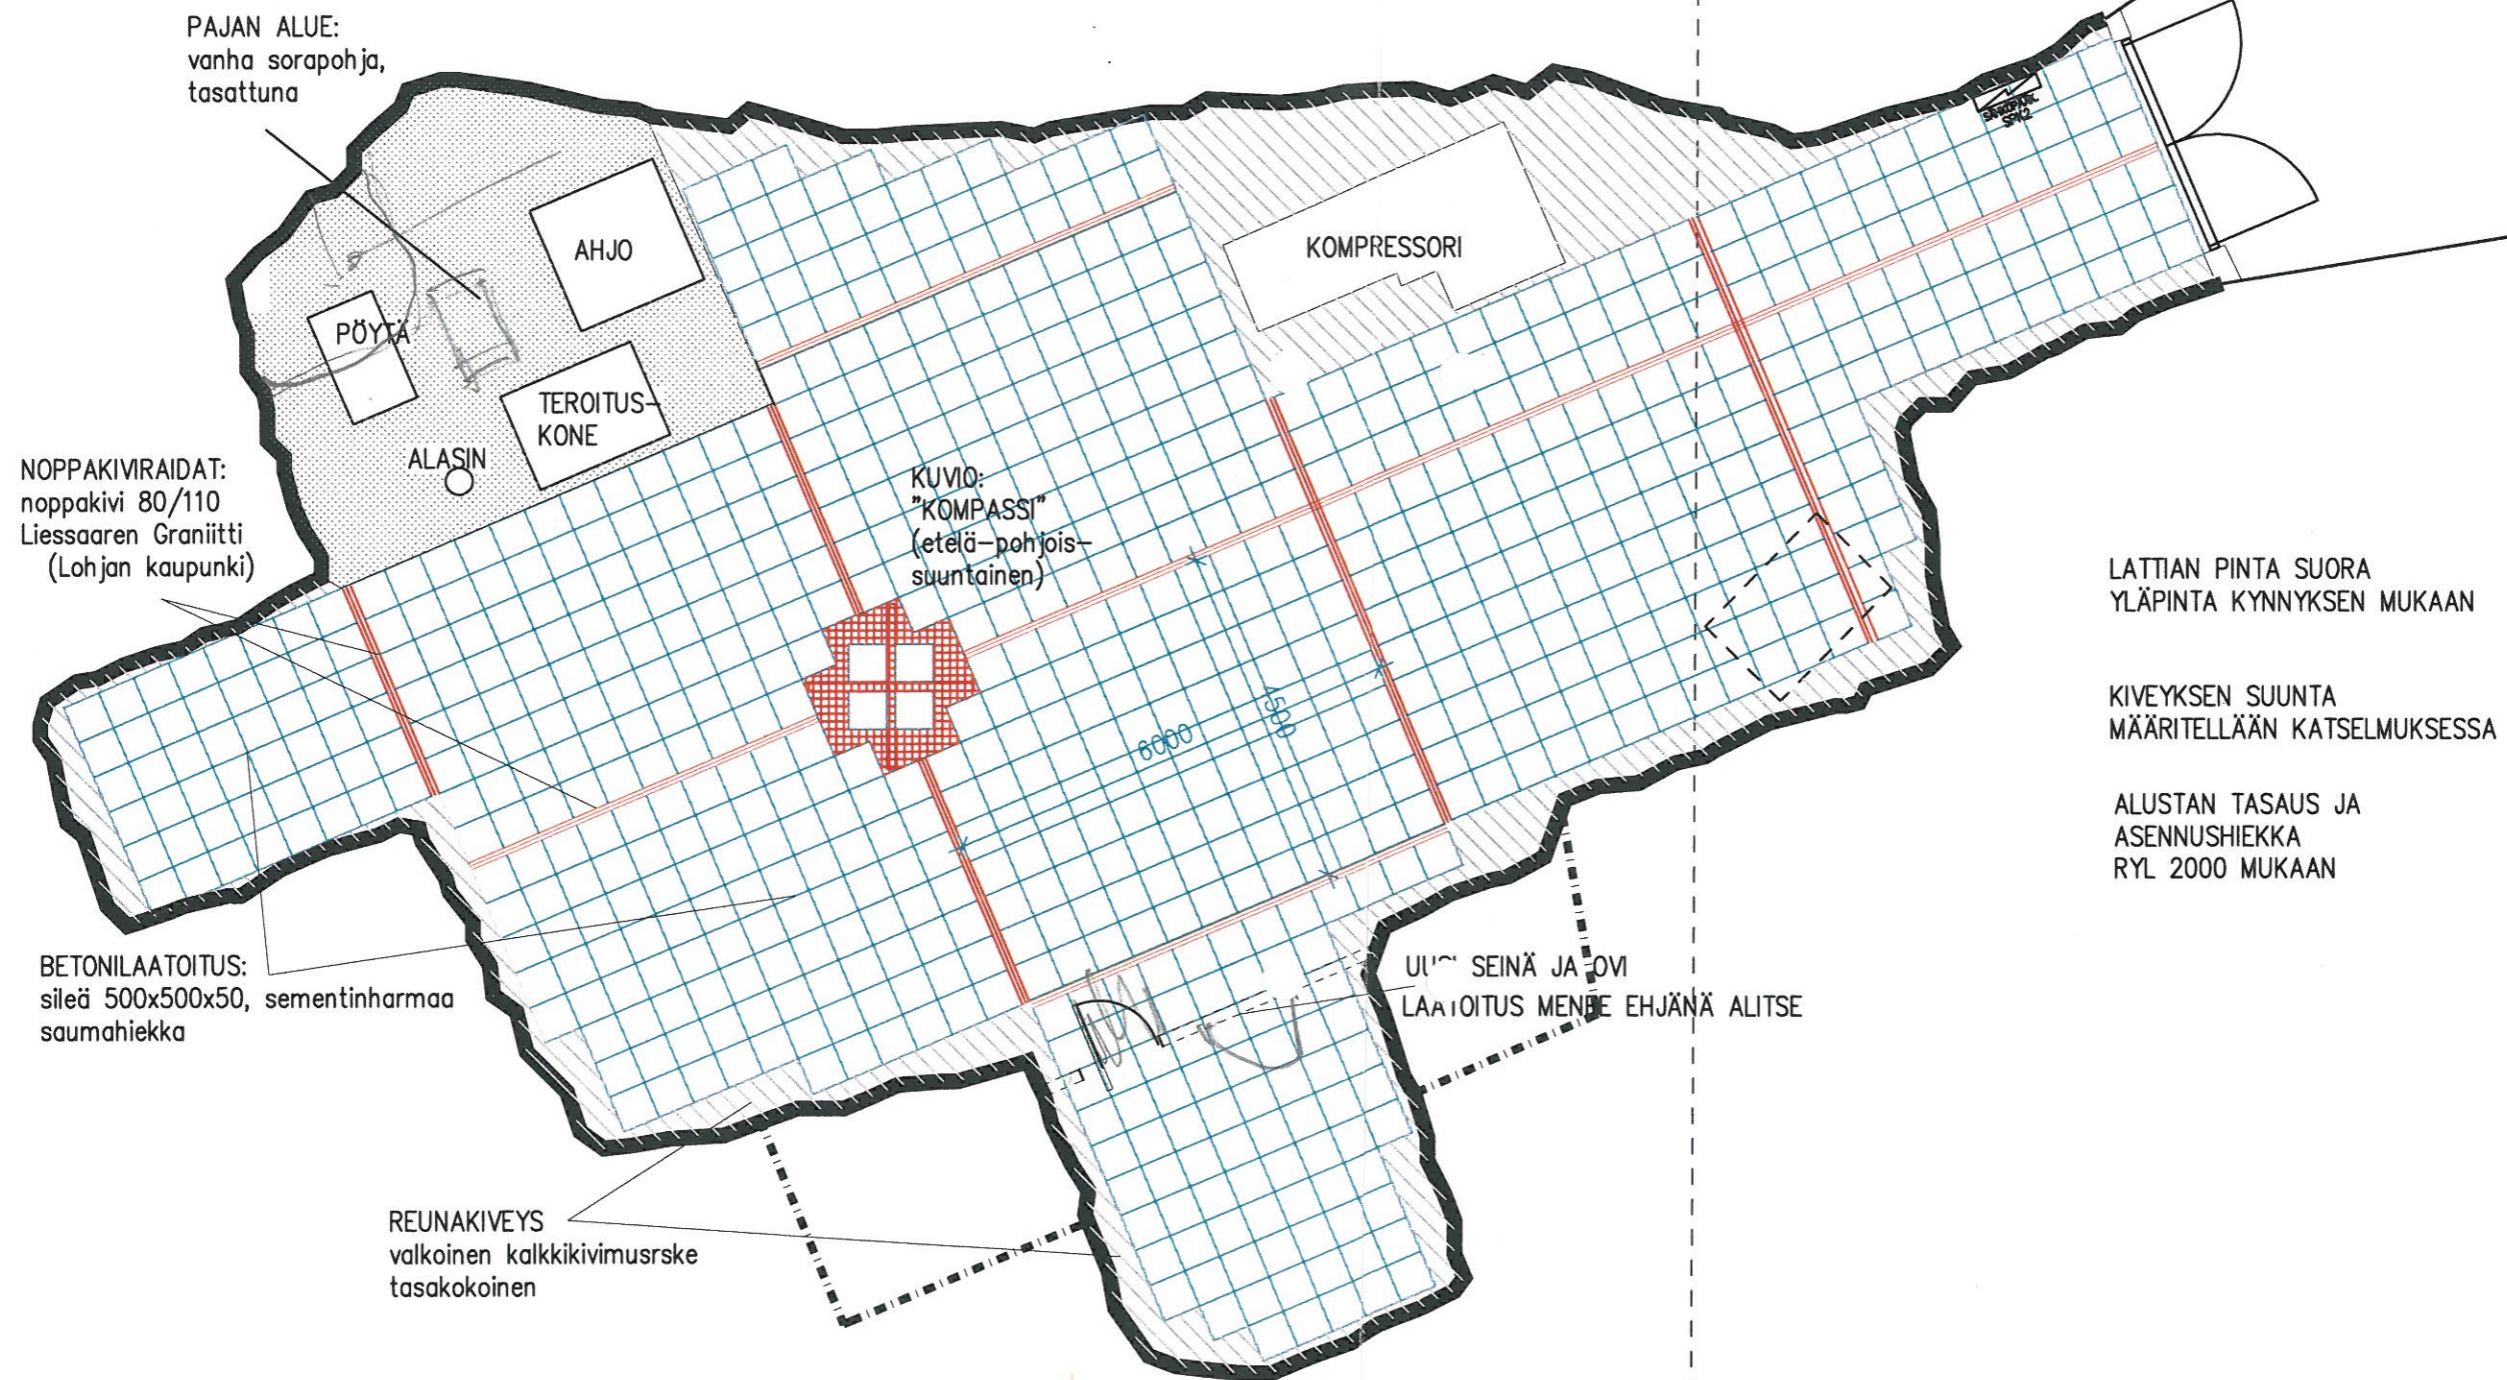 PAJAN ALUE:
vanha sorapohja,
tasattuna
AHJO
KOMPRESSORI
PÖYTÄ
TEROITUS-
KONE
ALASIN
NOPPAKIVIRAIDAT:
noppakivi 80/110
Liessaaren Graniitti
(Lohjan kaupunki)
KUVIO:
"KOMPASSI"
(etelä-pohjois-
suuntainen)
LATTIAN PINTA SUORA
YLÄPINTA KYNNYKSEN MUKAAN
KIVEYKSEN SUUNTA
MÄÄRITELLÄÄN KATSELMUKSESSA
ALUSTAN TASAUS JA
ASENNUSHIEKKA
RYL 2000 MUKAAN
6000
4500
BETONILAATOITUS:
sileä 500x500x50, sementinharmaa
saumahiekka
SEINÄ JA OVI
LAATOITUS MENEE EHJÄNÄ ALITSE
REUNAKIVEYS
valkoinen kalkkikivimusrske
tasakokoinen